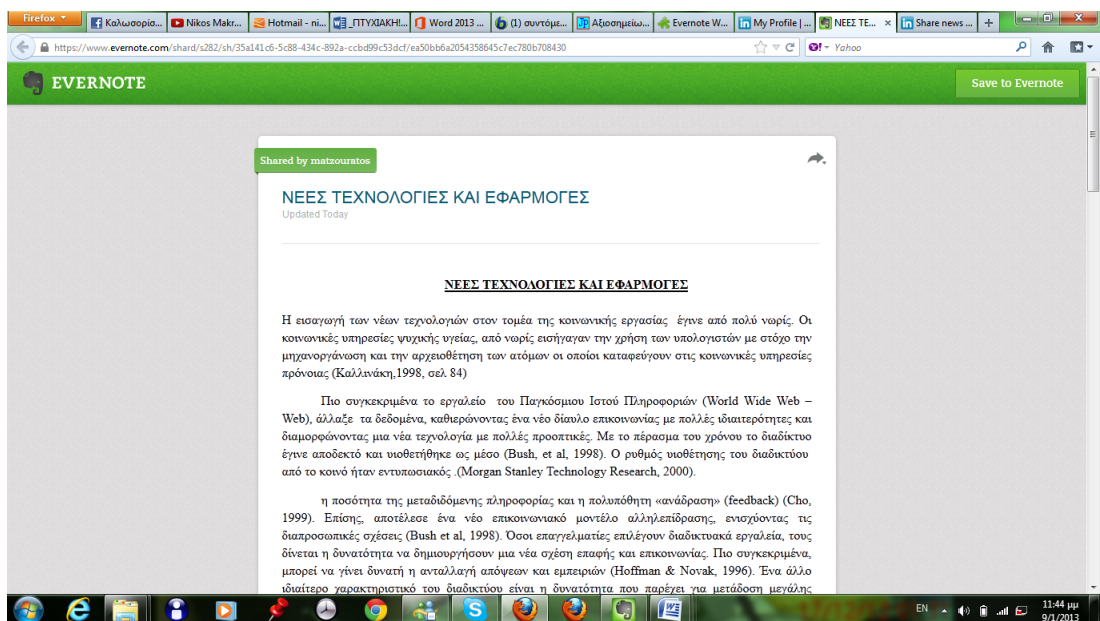 Firefox
Καλωσορίσ...
Nikos Makr...
Hotmail - ni...
_ΠΤΥΧΙΑΚΗ!...
Word 2013 ...
(1) συντόμε...
Αξιοσημείω...
Evernote W...
My Profile | ...
ΝΕΕΣ ΤΕ...
Share news ...
https://www.evernote.com/shard/s282/sh/35a141c6-5c88-434c-892a-ccbd99c53dcf/ea50bb6a2054358645c7ec780b708430
Yahoo
EVERNOTE
Save to Evernote
Shared by matzouratos
ΝΕΕΣ ΤΕΧΝΟΛΟΓΙΕΣ ΚΑΙ ΕΦΑΡΜΟΓΕΣ
Updated Today
ΝΕΕΣ ΤΕΧΝΟΛΟΓΙΕΣ ΚΑΙ ΕΦΑΡΜΟΓΕΣ
Η εισαγωγή των νέων τεχνολογιών στον τομέα της κοινωνικής εργασίας έγινε από πολύ νωρίς. Οι
κοινωνικές υπηρεσίες ψυχικής υγείας, από νωρίς εισήγαγαν την χρήση των υπολογιστών με στόχο την
μηχανοργάνωση και την αρχειοθέτηση των ατόμων οι οποίοι καταφεύγουν στις κοινωνικές υπηρεσίες
πρόνοιας (Καλλινάκη,1998, σελ 84)
Πιο συγκεκριμένα το εργαλείο του Παγκόσμιου Ιστού Πληροφοριών (World Wide Web –
Web), άλλαξε τα δεδομένα, καθιερώνοντας ένα νέο δίαυλο επικοινωνίας με πολλές ιδιαιτερότητες και
διαμορφώνοντας μια νέα τεχνολογία με πολλές προοπτικές. Με το πέρασμα του χρόνου το διαδίκτυο
έγινε αποδεκτό και υιοθετήθηκε ως μέσο (Bush, et al, 1998). Ο ρυθμός υιοθέτησης του διαδικτύου
από το κοινό ήταν εντυπωσιακός .(Morgan Stanley Technology Research, 2000).
η ποσότητα της μεταδιδόμενης πληροφορίας και η πολυπόθητη «ανάδραση» (feedback) (Cho,
1999). Επίσης, αποτέλεσε ένα νέο επικοινωνιακό μοντέλο αλληλεπίδρασης, ενισχύοντας τις
διαπροσωπικές σχέσεις (Bush et al, 1998). Όσοι επαγγελματίες επιλέγουν διαδικτυακά εργαλεία, τους
δίνεται η δυνατότητα να δημιουργήσουν μια νέα σχέση επαφής και επικοινωνίας. Πιο συγκεκριμένα,
μπορεί να γίνει δυνατή η ανταλλαγή απόψεων και εμπειριών (Hoffman & Novak, 1996). Ένα άλλο
ιδιαίτερο χαρακτηριστικό του διαδικτύου είναι η δυνατότητα που παρέχει για μετάδοση μεγάλης
EN
11:44 μμ
9/1/2013